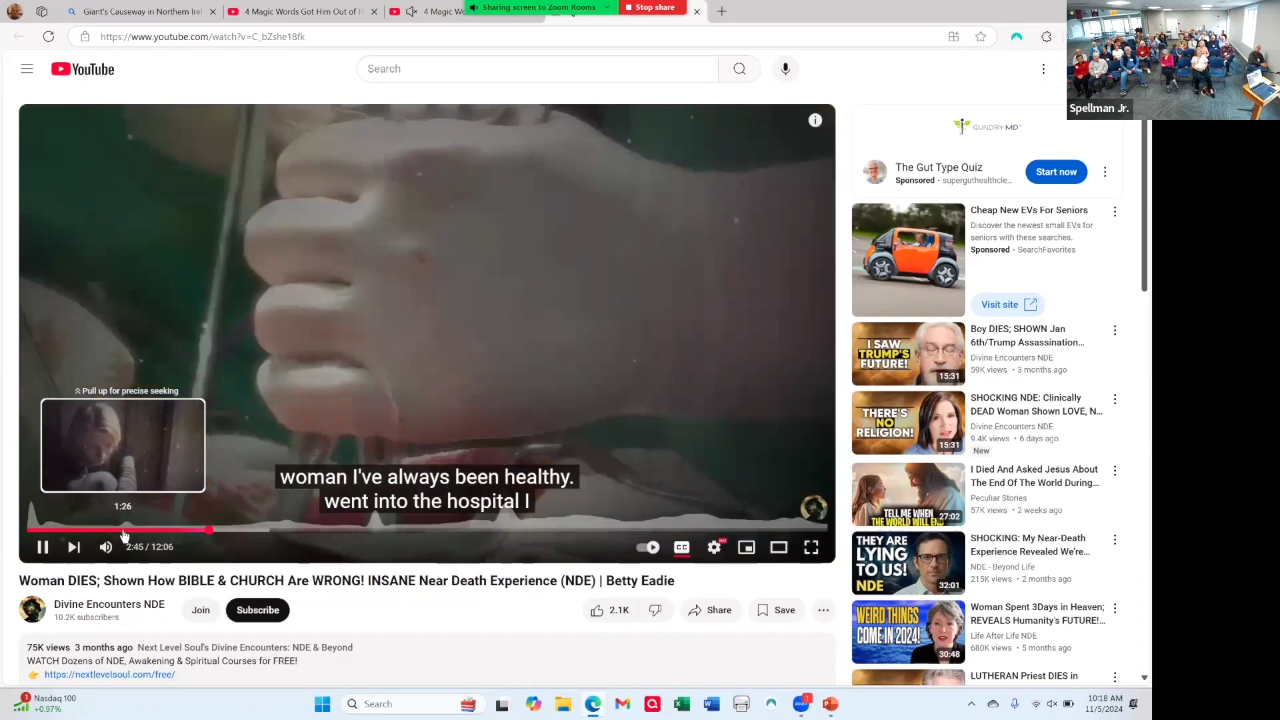 Giant's Causeway in Northern Irel
4 Magic
4 Magic Wo
Sharing screen to Zoom Rooms
Stop share
https://www.youtube.com/watch?v=C_bZshe18fk
YouTube
Search
Spellman Jr.
GUNDRY MD
The Gut Type Quiz
Sponsored · superguthealthcle...
Start now
Cheap New EVs For Seniors
Discover the newest small EVs for
seniors with these searches.
Sponsored · SearchFavorites
Visit site
I SAW
TRUMP'S
FUTURE!
15:31
Boy DIES; SHOWN Jan
6th/Trump Assassination...
Divine Encounters NDE
59K views • 3 months ago
THERE'S
NO
RELIGION!
15:31
SHOCKING NDE: Clinically
DEAD Woman Shown LOVE, N...
Divine Encounters NDE
9.4K views • 6 days ago
New
TELL ME WHEN
THE WORLD WILL END
27:02
I Died And Asked Jesus About
The End Of The World During...
Peculiar Stories
57K views • 2 weeks ago
THEY ARE
LYING
TO US!
NDE
32:01
SHOCKING: My Near-Death
Experience Revealed We're...
NDE - Beyond Life
215K views • 2 months ago
WEIRD THINGS
COME IN 2024!
30:48
Woman Spent 3Days in Heaven;
REVEALS Humanity's FUTURE!...
Life After Life NDE
680K views • 5 months ago
LUTHERAN Priest DIES in
Pull up for precise seeking
1:26
woman I've always been healthy.
went into the hospital I
2:45 / 12:06
CC
HD
Woman DIES; Shown How BIBLE & CHURCH Are WRONG! INSANE Near Death Experience (NDE) | Betty Eadie
Divine Encounters NDE
10.2K subscribers
Join
Subscribe
2.1K
Share
Save
75K views 3 months ago Next Level Soul's Divine Encounters: NDE & Beyond
WATCH Dozens of NDE, Awakening & Spiritual Courses for FREE!
https://nextlevelsoul.com/free/
1
Nasdaq 100
+0.97%
Search
10:18 AM
11/5/2024